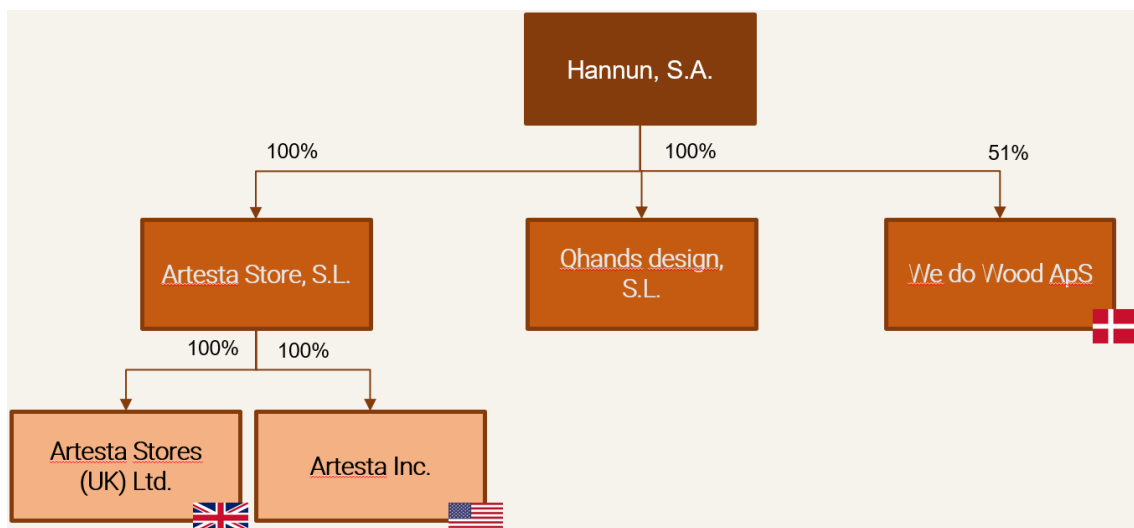 Hannun, S.A.
100%
100%
51%
Artesta Store, S.L.
Qhands design,
S.L.
We do Wood ApS
100%
100%
Artesta Stores
(UK) Ltd.
Artesta Inc.